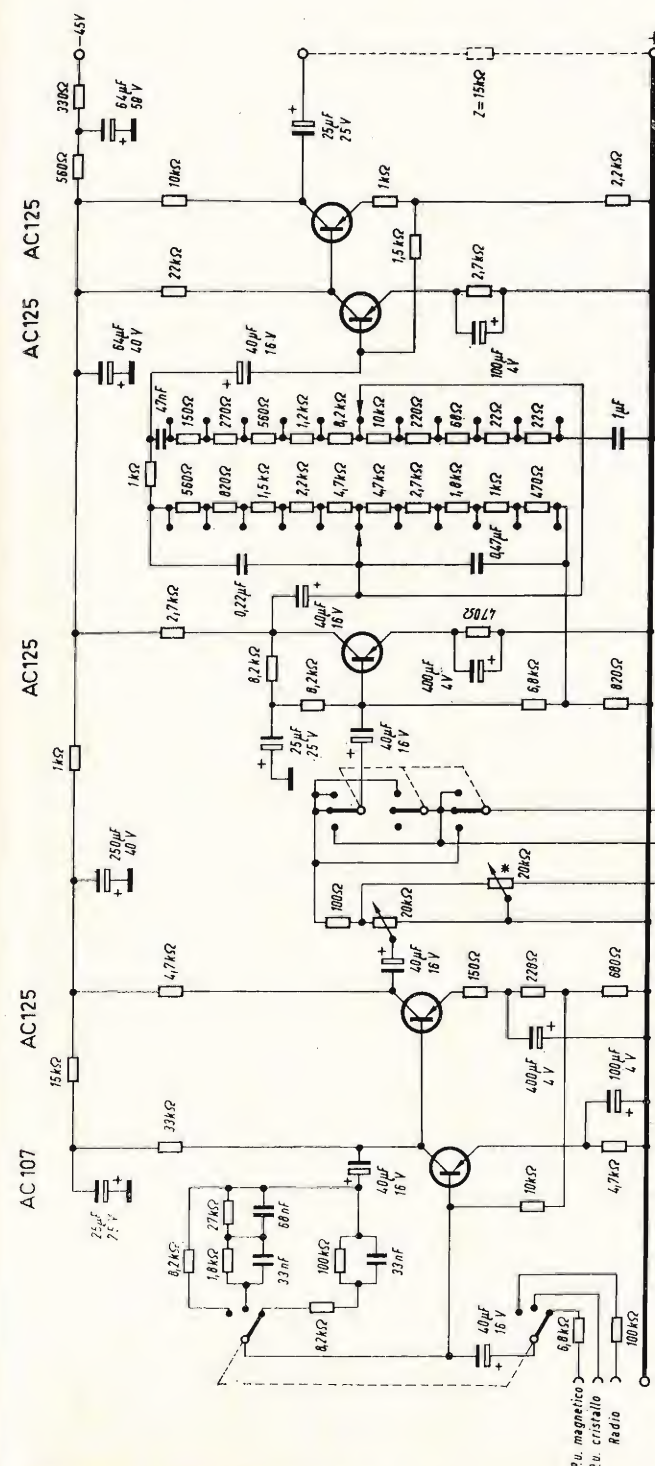 AC107
AC125
AC125
AC125
AC125
25µF
25V
15kΩ
250µF
40V
1kΩ
64µF
40V
560Ω
64µF
58V
330Ω
-45V
33kΩ
4,7kΩ
2,7kΩ
22kΩ
10kΩ
8,2kΩ
27kΩ
68nF
1,8kΩ
33nF
100kΩ
33nF
8,2kΩ
40µF
16V
40µF
16V
P.u. magnetico
P.u. cristallo
Radio
6,8kΩ
100kΩ
10kΩ
4,7kΩ
100µF
4V
150Ω
220Ω
680Ω
400µF
4V
40µF
16V
100Ω
20kΩ
20kΩ
*
25µF
25V
8,2kΩ
8,2kΩ
40µF
16V
40µF
16V
6,8kΩ
820Ω
400µF
4V
470Ω
0,22µF
0,47µF
1kΩ
560Ω
820Ω
1,5kΩ
2,2kΩ
4,7kΩ
4,7kΩ
2,7kΩ
1,8kΩ
1kΩ
470Ω
47nF
150Ω
270Ω
560Ω
1,2kΩ
8,2kΩ
10kΩ
220Ω
68Ω
22Ω
22Ω
1µF
40µF
16V
100µF
4V
2,7kΩ
1,5kΩ
1kΩ
2,2kΩ
25µF
25V
Z=15kΩ
+